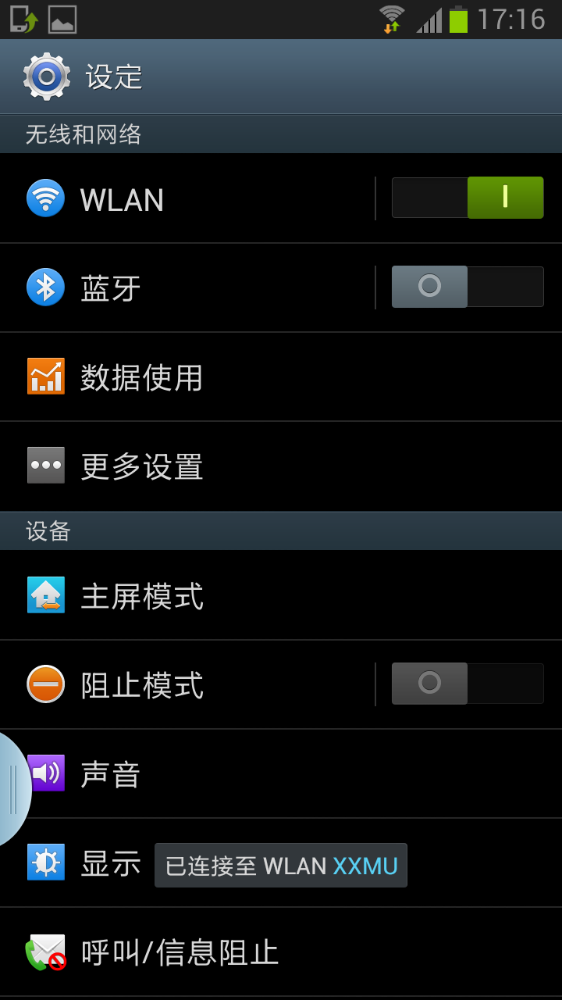 17:16
设定
无线和网络
WLAN
蓝牙
数据使用
更多设置
设备
主屏模式
阻止模式
声音
显示
已连接至 WLAN XXMU
呼叫/信息阻止